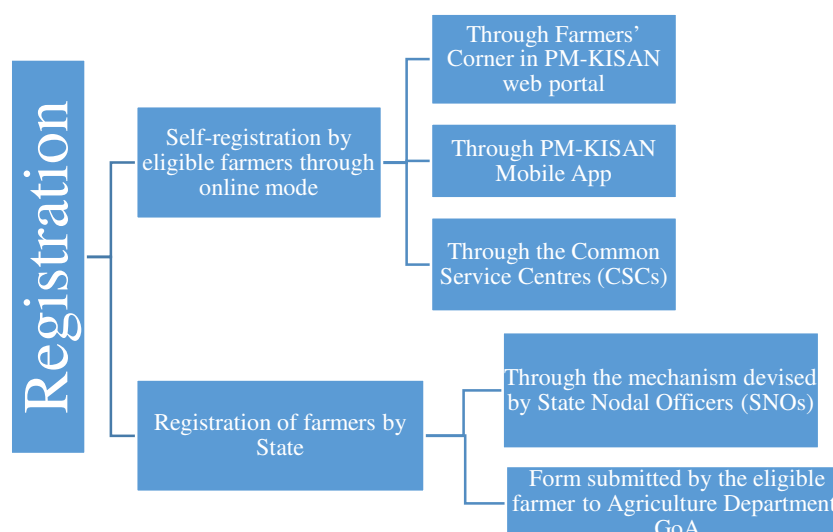 Registration
Self-registration by
eligible farmers through
online mode
Through Farmers’
Corner in PM-KISAN
web portal
Through PM-KISAN
Mobile App
Through the Common
Service Centres (CSCs)
Registration of farmers by
State
Through the mechanism devised
by State Nodal Officers (SNOs)
Form submitted by the eligible
farmer to Agriculture Department
GoA